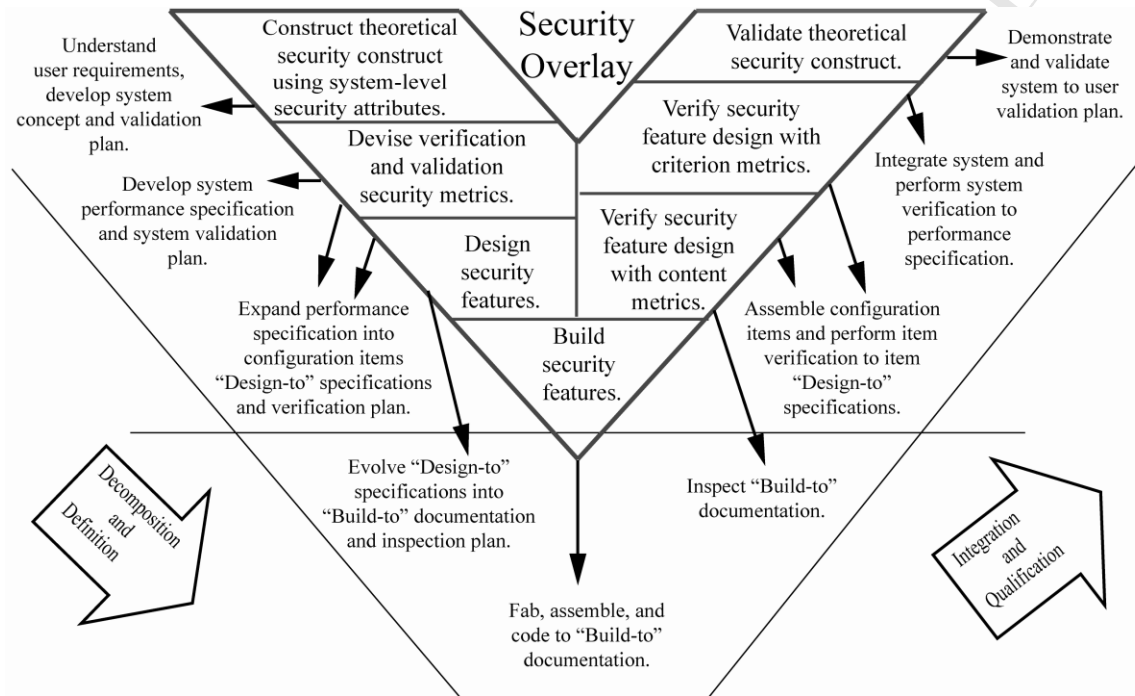 Security
Overlay
Construct theoretical
security construct
using system-level
security attributes.
Validate theoretical
security construct.
Understand
user requirements,
develop system
concept and validation
plan.
Demonstrate
and validate
system to user
validation plan.
Devise verification
and validation
security metrics.
Verify security
feature design with
criterion metrics.
Develop system
performance specification
and system validation
plan.
Integrate system and
perform system
verification to
performance
specification.
Design
security
features.
Verify security
feature design
with content
metrics.
Expand performance
specification into
configuration items
“Design-to” specifications
and verification plan.
Build
security
features.
Assemble configuration
items and perform item
verification to item
“Design-to”
specifications.
Decomposition
and
Definition
Evolve “Design-to”
specifications into
“Build-to” documentation
and inspection plan.
Inspect “Build-to”
documentation.
Integration
and
Qualification
Fab, assemble, and
code to “Build-to”
documentation.